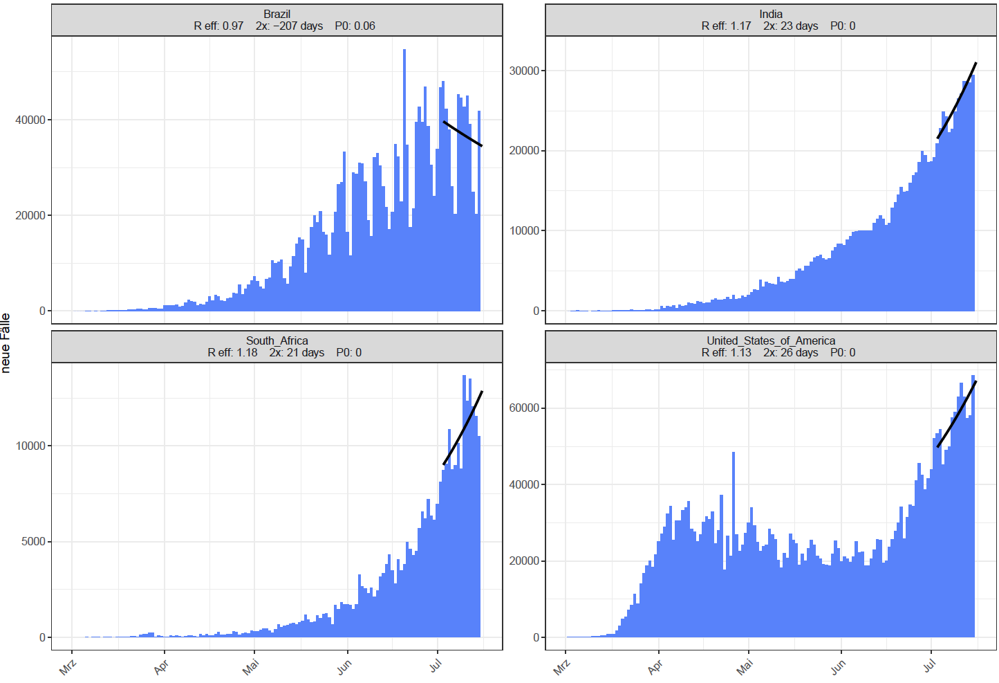 Brazil
R eff: 0.97 2x: −207 days P0: 0.06
India
R eff: 1.17 2x: 23 days P0: 0
40000
20000
0
30000
20000
10000
0
neue Fälle
South_Africa
R eff: 1.18 2x: 21 days P0: 0
United_States_of_America
R eff: 1.13 2x: 26 days P0: 0
10000
5000
0
60000
40000
20000
0
Mrz Apr Mai Jun Jul
Mrz Apr Mai Jun Jul